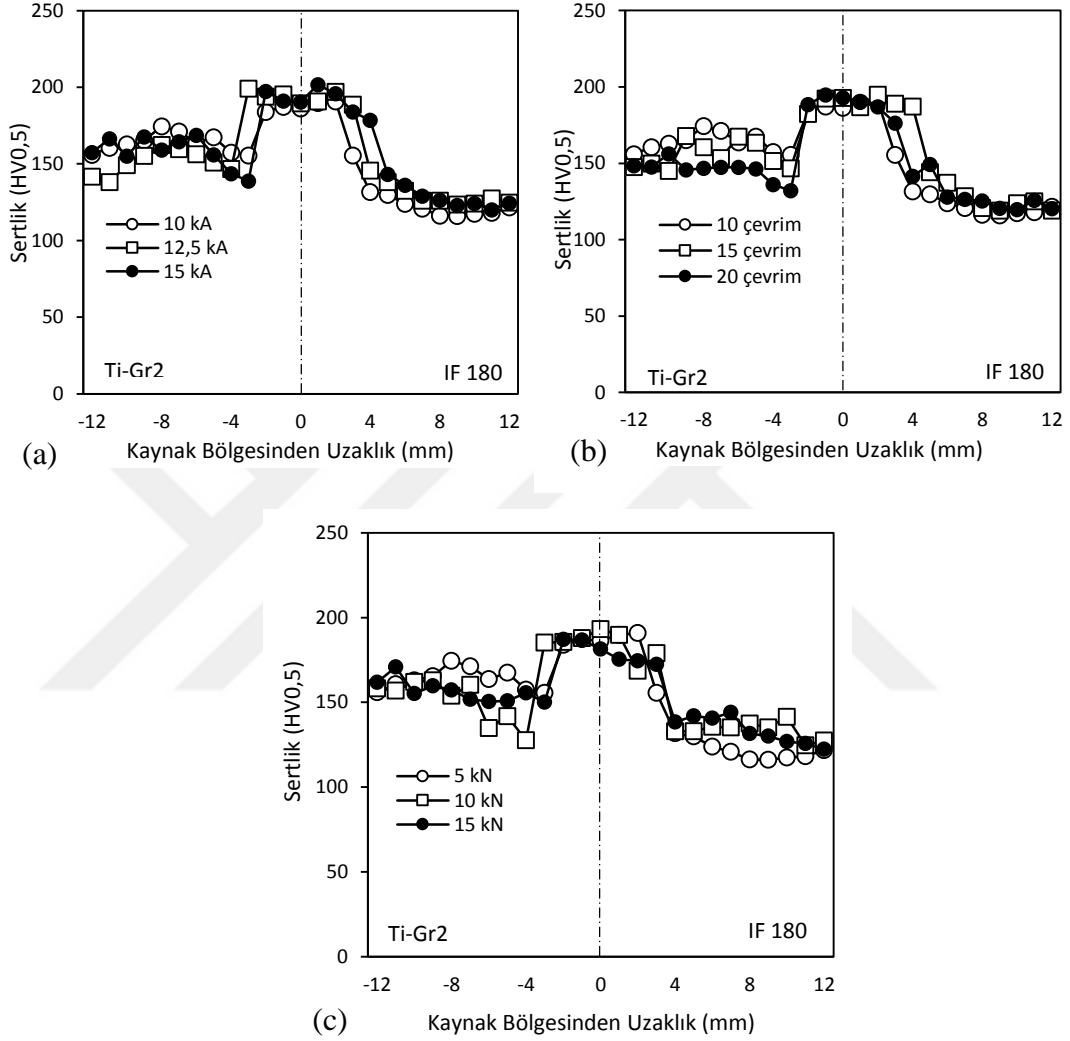 250
200
150
100
50
0
Sertlik (HV0,5)
10 kA
12,5 kA
15 kA
Ti-Gr2
IF 180
-12 -8 -4 0 4 8 12
(a)
Kaynak Bölgesinden Uzaklık (mm)
250
200
150
100
50
0
Sertlik (HV0,5)
10 çevrim
15 çevrim
20 çevrim
Ti-Gr2
IF 180
-12 -8 -4 0 4 8 12
(b)
Kaynak Bölgesinden Uzaklık (mm)
250
200
150
100
50
0
Sertlik (HV0,5)
5 kN
10 kN
15 kN
Ti-Gr2
IF 180
-12 -8 -4 0 4 8 12
(c)
Kaynak Bölgesinden Uzaklık (mm)